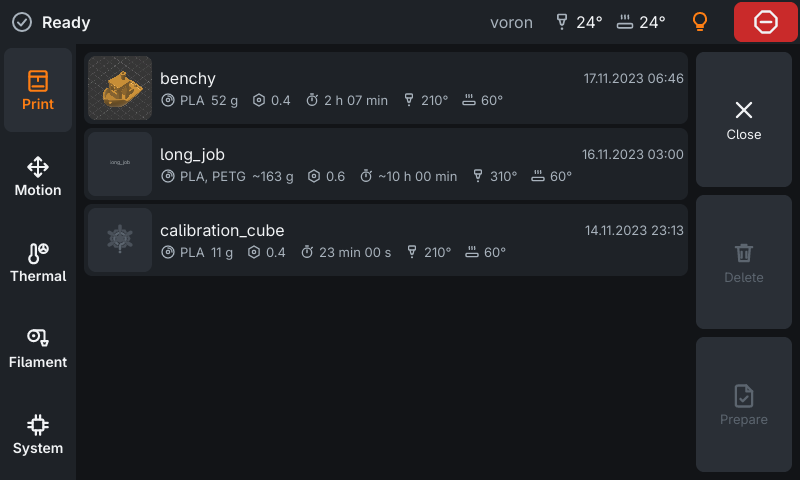 Ready voron 24° 24°
Print
Motion
Thermal
Filament
System
benchy 17.11.2023 06:46
PLA 52 g 0.4 2 h 07 min 210° 60°
long_job
long_job 16.11.2023 03:00
PLA, PETG ~163 g 0.6 ~10 h 00 min 310° 60°
calibration_cube 14.11.2023 23:13
PLA 11 g 0.4 23 min 00 s 210° 60°
Close
Delete
Prepare